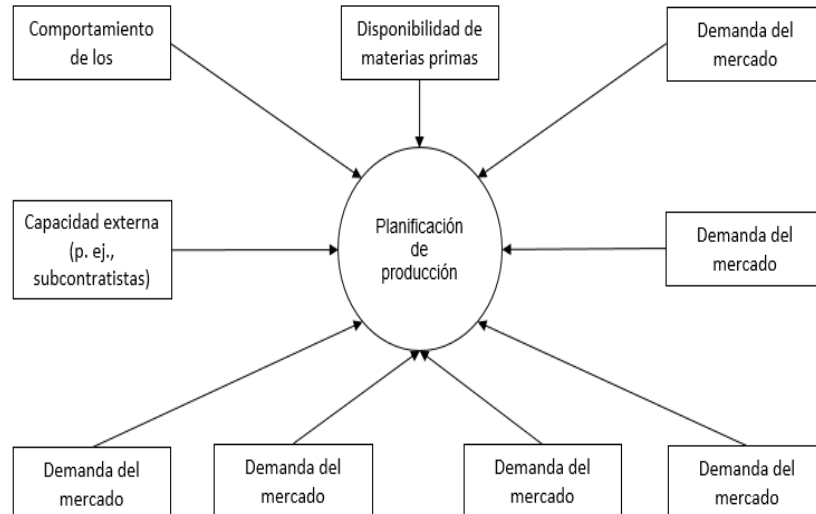 Comportamiento
de los
Disponibilidad de
materias primas
Demanda del
mercado
Capacidad externa
(p. ej.,
subcontratistas)
Planificación
de
producción
Demanda del
mercado
Demanda del
mercado
Demanda del
mercado
Demanda del
mercado
Demanda del
mercado